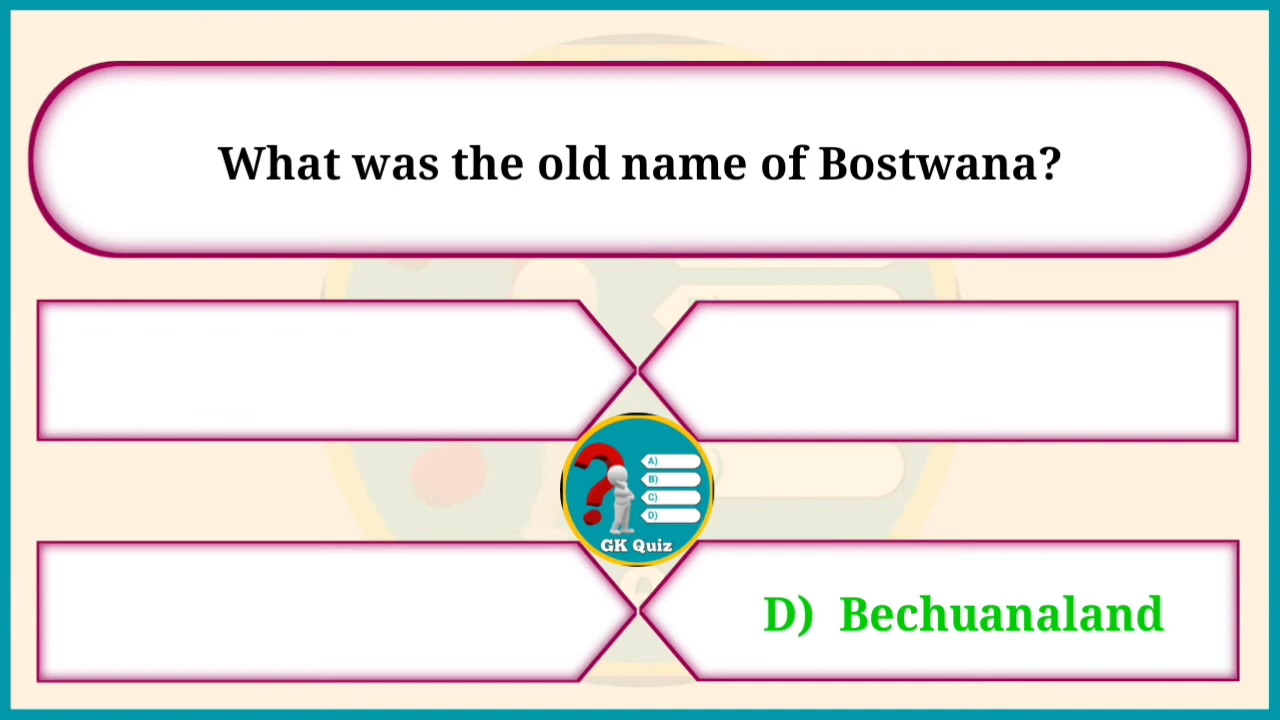 What was the old name of Bostwana?
A)
B)
C)
D)
GK Quiz
D) Bechuanaland